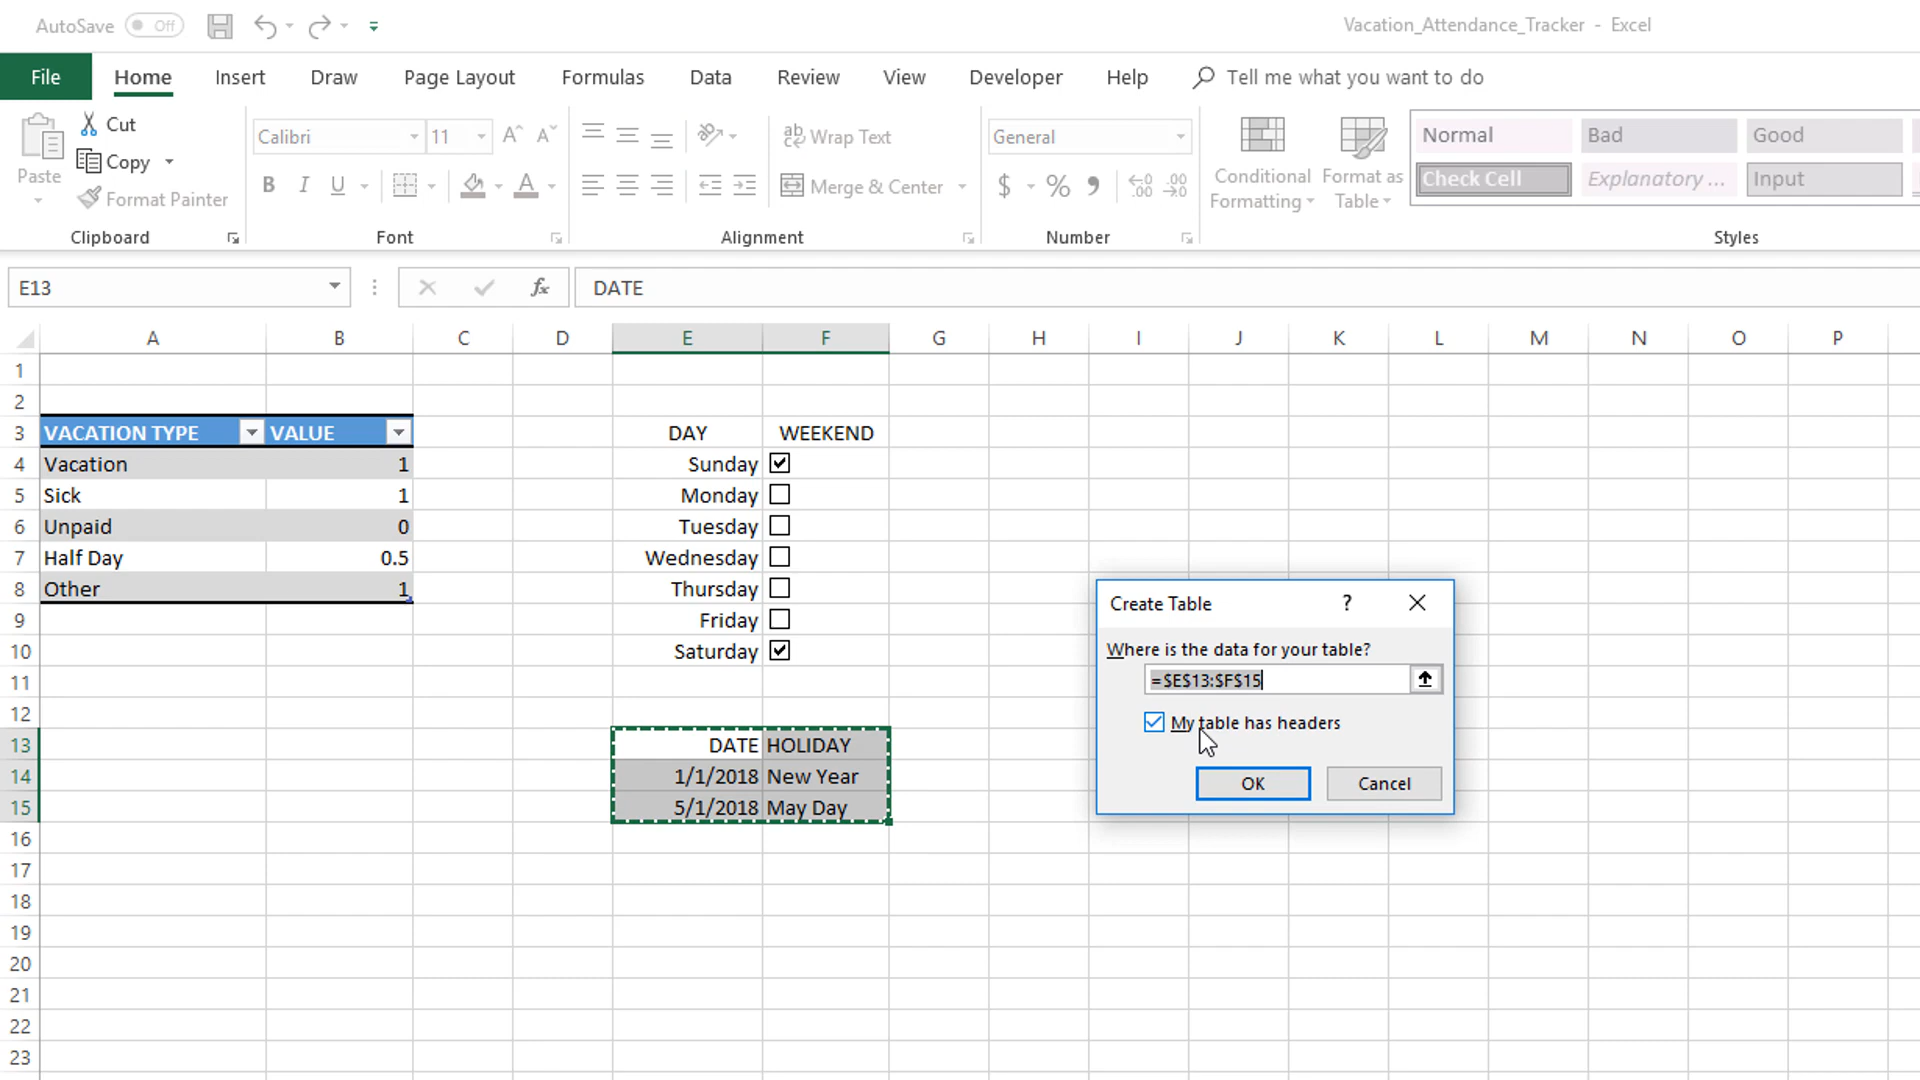 AutoSave Off
Vacation_Attendance_Tracker - Excel
File Home Insert Draw Page Layout Formulas Data Review View Developer Help Tell me what you want to do
Paste
Cut
Copy
Format Painter
Clipboard
Calibri 11
B I U
Font
Wrap Text
Merge & Center
Alignment
General
$ % 9
Number
Conditional Formatting
Format as Table
Normal Bad Good
Check Cell Explanatory ... Input
Styles
E13 fx DATE
A B C D E F G H I J K L M N O P
1
2
3 VACATION TYPE VALUE DAY WEEKEND
4 Vacation 1 Sunday
5 Sick 1 Monday
6 Unpaid 0 Tuesday
7 Half Day 0.5 Wednesday
8 Other 1 Thursday
9 Friday
10 Saturday
11
12
13 DATE HOLIDAY
14 1/1/2018 New Year
15 5/1/2018 May Day
16
17
18
19
20
21
22
23
Create Table ?
Where is the data for your table?
=$E$13:$F$15
My table has headers
OK Cancel